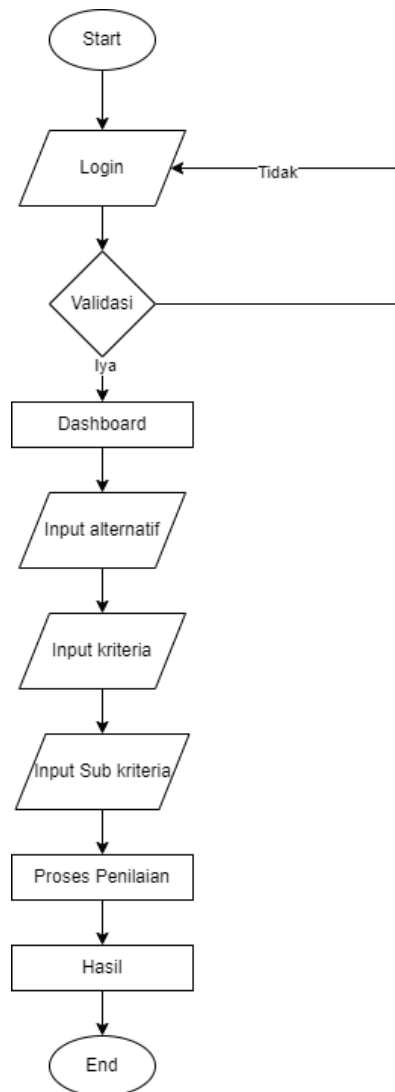 Start
Login
Tidak
Validasi
Iya
Dashboard
Input alternatif
Input kriteria
Input Sub kriteria
Proses Penilaian
Hasil
End